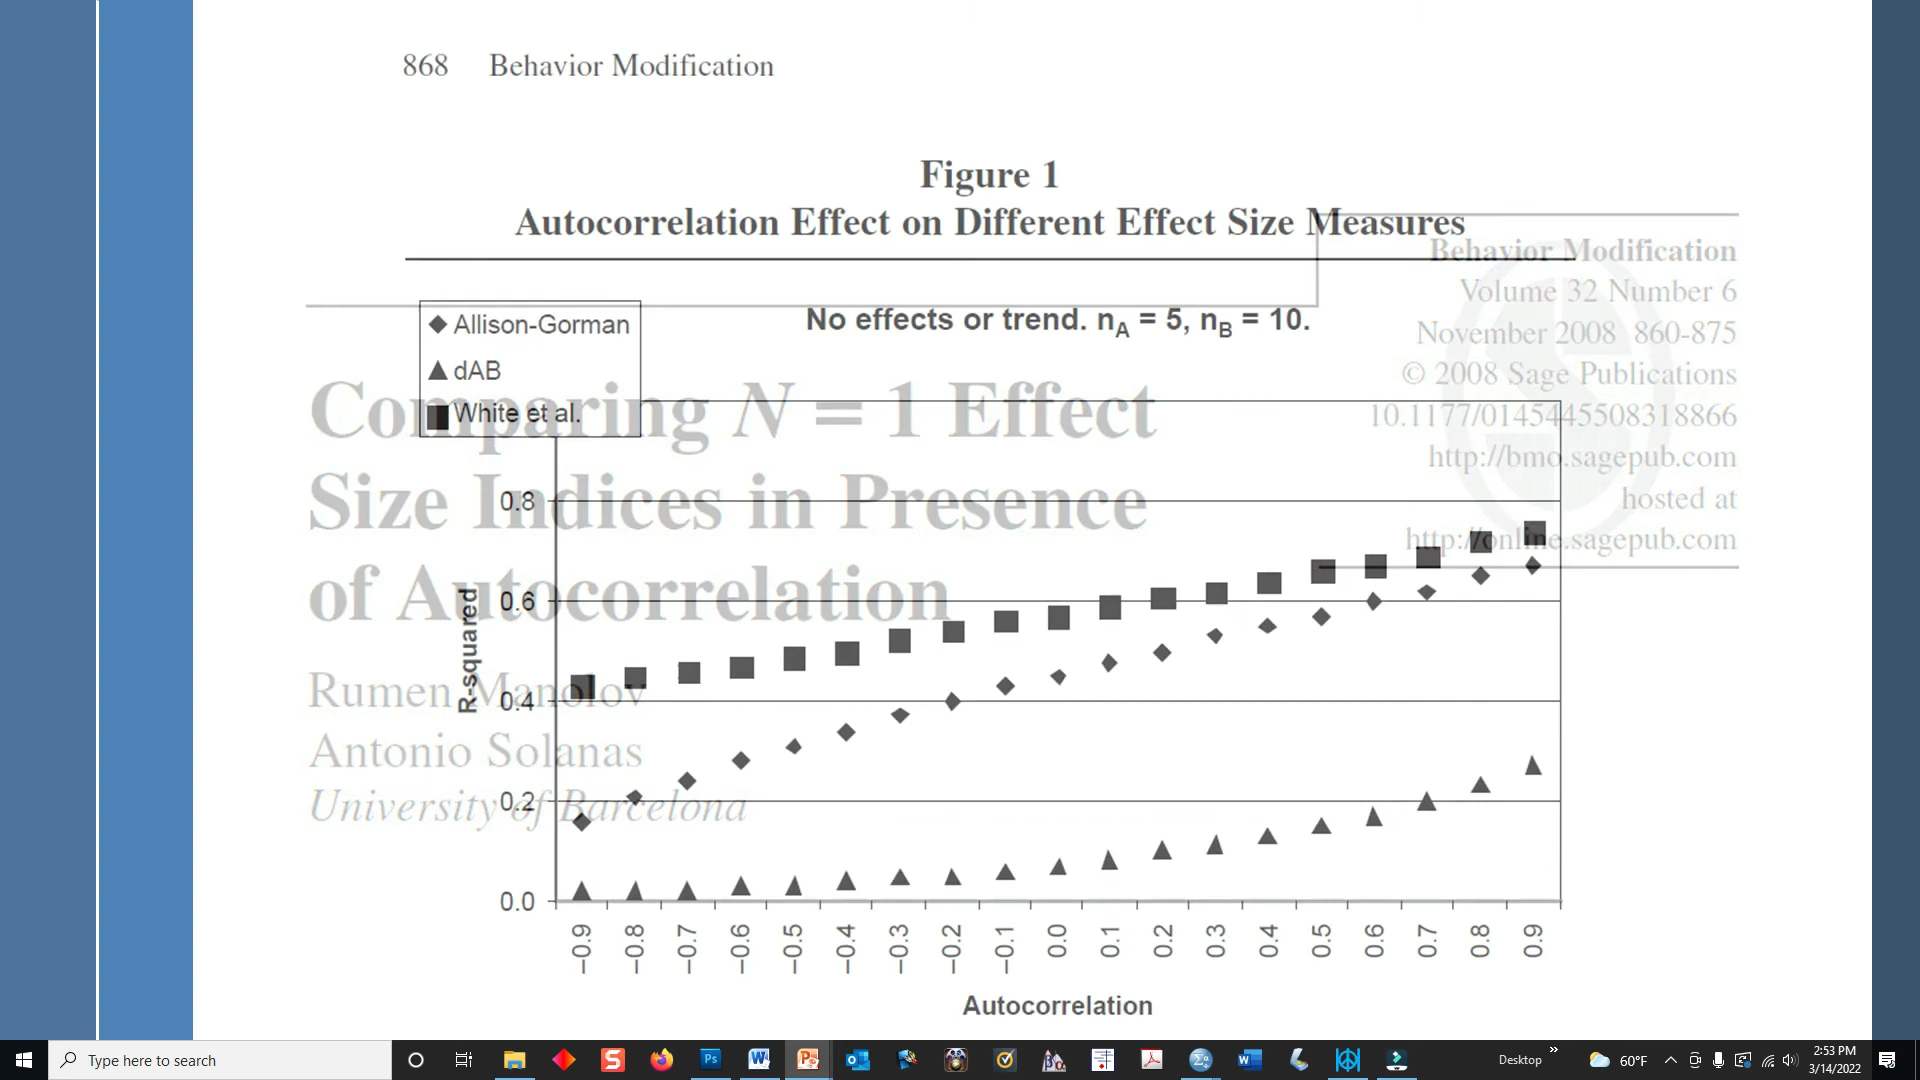 868 Behavior Modification
Figure 1
Autocorrelation Effect on Different Effect Size Measures
Behavior Modification
Volume 32 Number 6
November 2008 860-875
© 2008 Sage Publications
10.1177/0145445508318866
http://bmo.sagepub.com
hosted at
http://online.sagepub.com
Allison-Gorman
dAB
White et al.
No effects or trend. nA = 5, nB = 10.
Comparing N = 1 Effect
Size Indices in Presence
of Autocorrelation
Rumen Manolov
Antonio Solanas
University of Barcelona
R-squared
0.8
0.6
0.4
0.2
0.0
−0.9 −0.8 −0.7 −0.6 −0.5 −0.4 −0.3 −0.2 −0.1 0.0 0.1 0.2 0.3 0.4 0.5 0.6 0.7 0.8 0.9
Autocorrelation
Type here to search
Desktop
60°F
2:53 PM
3/14/2022